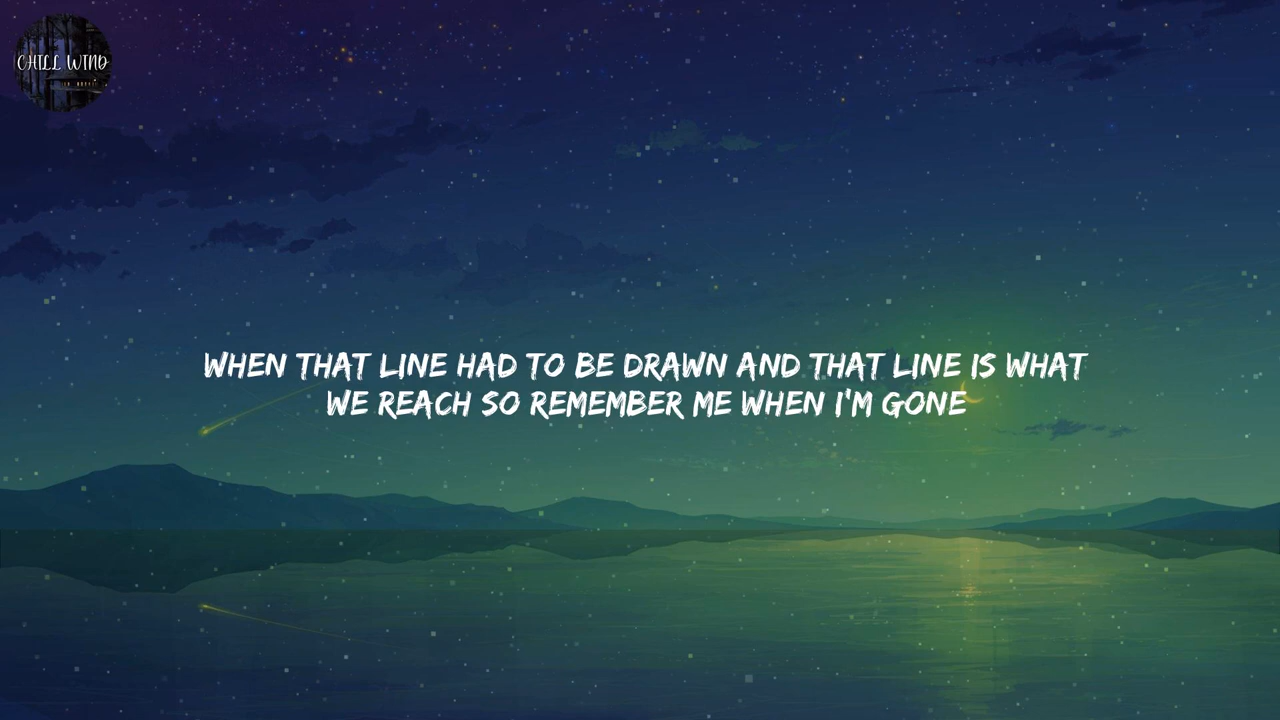 CHILL WIND
WHEN THAT LINE HAD TO BE DRAWN AND THAT LINE IS WHAT
WE REACH SO REMEMBER ME WHEN I'M GONE